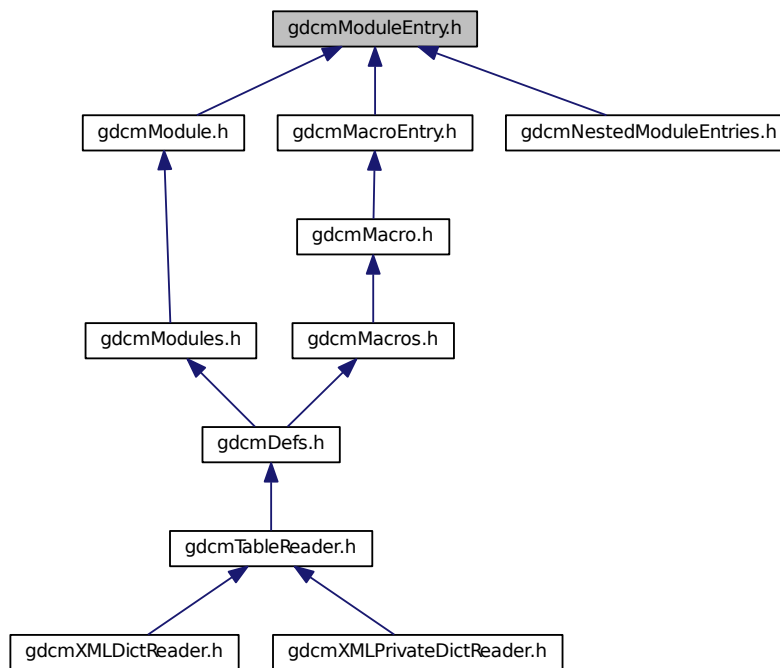 gdcmModuleEntry.h
gdcmModule.h
gdcmMacroEntry.h
gdcmNestedModuleEntries.h
gdcmMacro.h
gdcmModules.h
gdcmMacros.h
gdcmDefs.h
gdcmTableReader.h
gdcmXMLDictReader.h
gdcmXMLPrivateDictReader.h